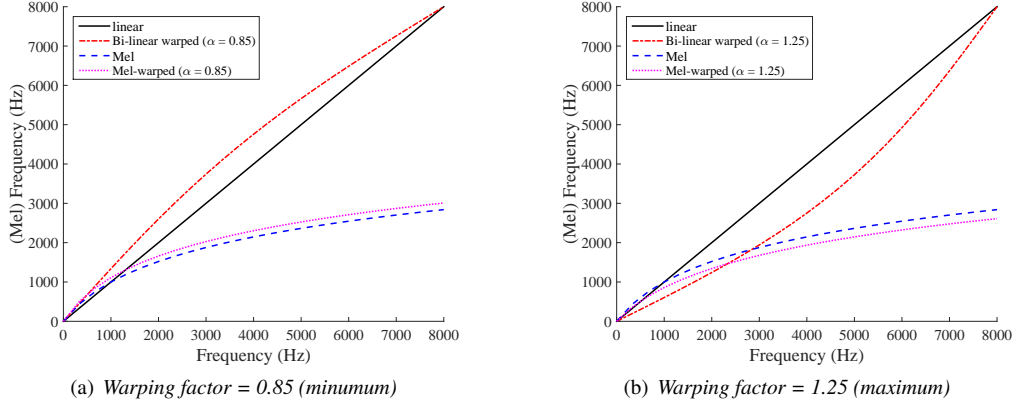 8000
7000
6000
5000
4000
3000
2000
1000
0
(Mel) Frequency (Hz)
linear
Bi-linear warped (α = 0.85)
Mel
Mel-warped (α = 0.85)
0 1000 2000 3000 4000 5000 6000 7000 8000
Frequency (Hz)
(a) Warping factor = 0.85 (minumum)
8000
7000
6000
5000
4000
3000
2000
1000
0
(Mel) Frequency (Hz)
linear
Bi-linear warped (α = 1.25)
Mel
Mel-warped (α = 1.25)
0 1000 2000 3000 4000 5000 6000 7000 8000
Frequency (Hz)
(b) Warping factor = 1.25 (maximum)